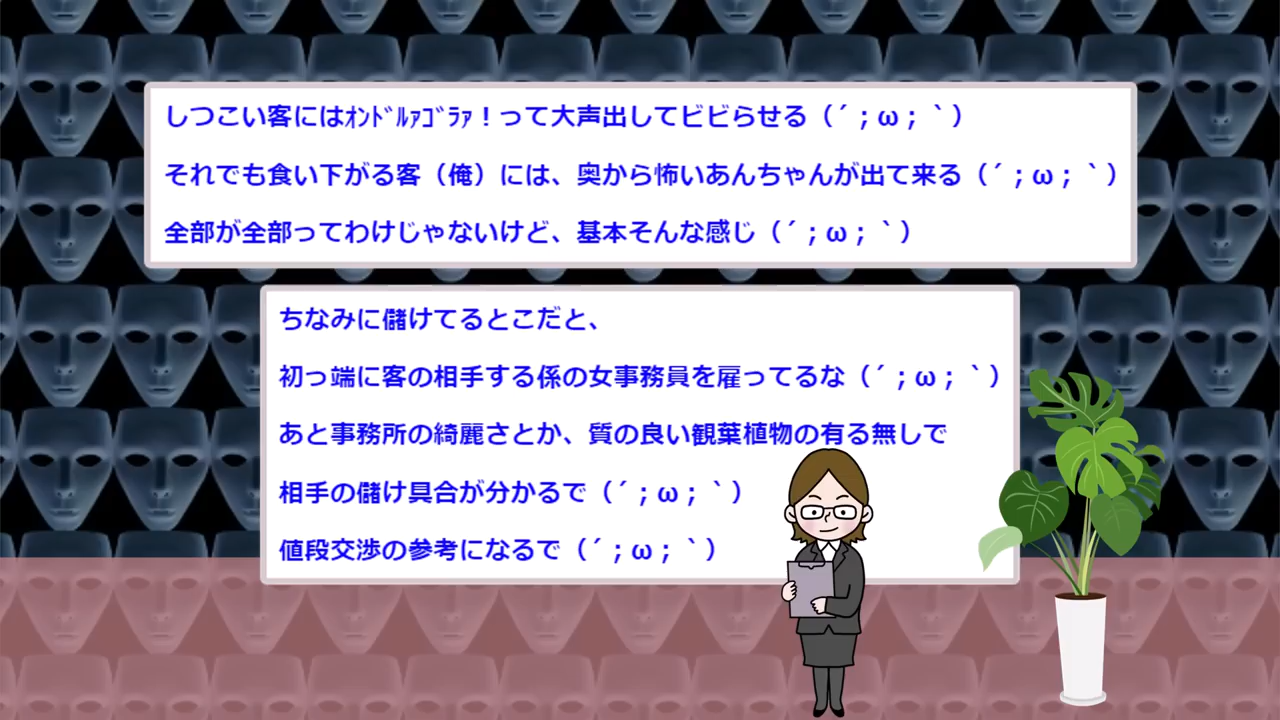 しつこい客にはｵﾝﾄﾞﾙｧｺﾞﾗｧ！って大声出してビビらせる（´；ω；｀）
それでも食い下がる客（俺）には、奥から怖いあんちゃんが出て来る（´；ω；｀）
全部が全部ってわけじゃないけど、基本そんな感じ（´；ω；｀）
ちなみに儲けてるとこだと、
初っ端に客の相手する係の女事務員を雇ってるな（´；ω；｀）
あと事務所の綺麗さとか、質の良い観葉植物の有る無しで
相手の儲け具合が分かるで（´；ω；｀）
値段交渉の参考になるで（´；ω；｀）